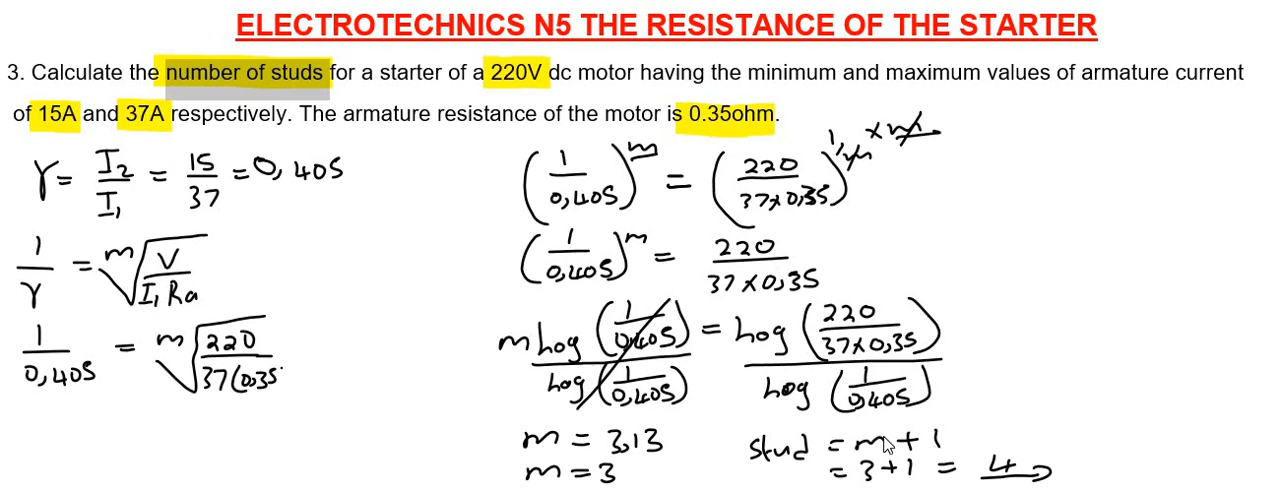 ELECTROTECHNICS N5 THE RESISTANCE OF THE STARTER
3. Calculate the number of studs for a starter of a 220V dc motor having the minimum and maximum values of armature current
of 15A and 37A respectively. The armature resistance of the motor is 0.35ohm.
γ = I₂/I₁ = 15/37 = 0,405
1/γ = ᵐ√(V/I₁Ra)
1/0,405 = ᵐ√(220/37(0,35
(1/0,405)ᵐ = (220/37×0,35)^(1/m × m)
(1/0,405)ᵐ = 220/37×0,35
m log(1/0,405)/log(1/0,405) = log(220/37×0,35)/log(1/0,405)
m = 3,13
m = 3
stud = m + 1
= 3+1 = 4